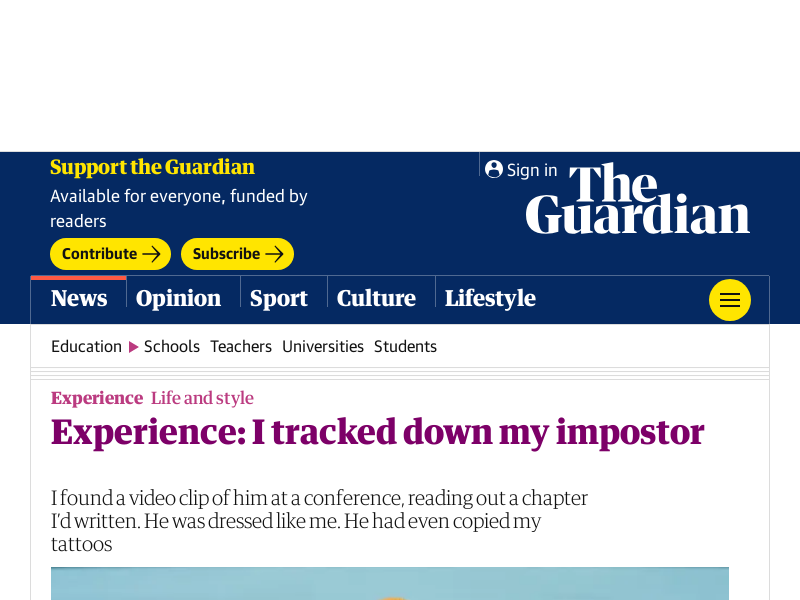 Support the Guardian
Available for everyone, funded by
readers
Contribute
Subscribe
Sign in
The
Guardian
News
Opinion
Sport
Culture
Lifestyle
Education
Schools
Teachers
Universities
Students
Experience Life and style
Experience: I tracked down my impostor
I found a video clip of him at a conference, reading out a chapter
I’d written. He was dressed like me. He had even copied my
tattoos